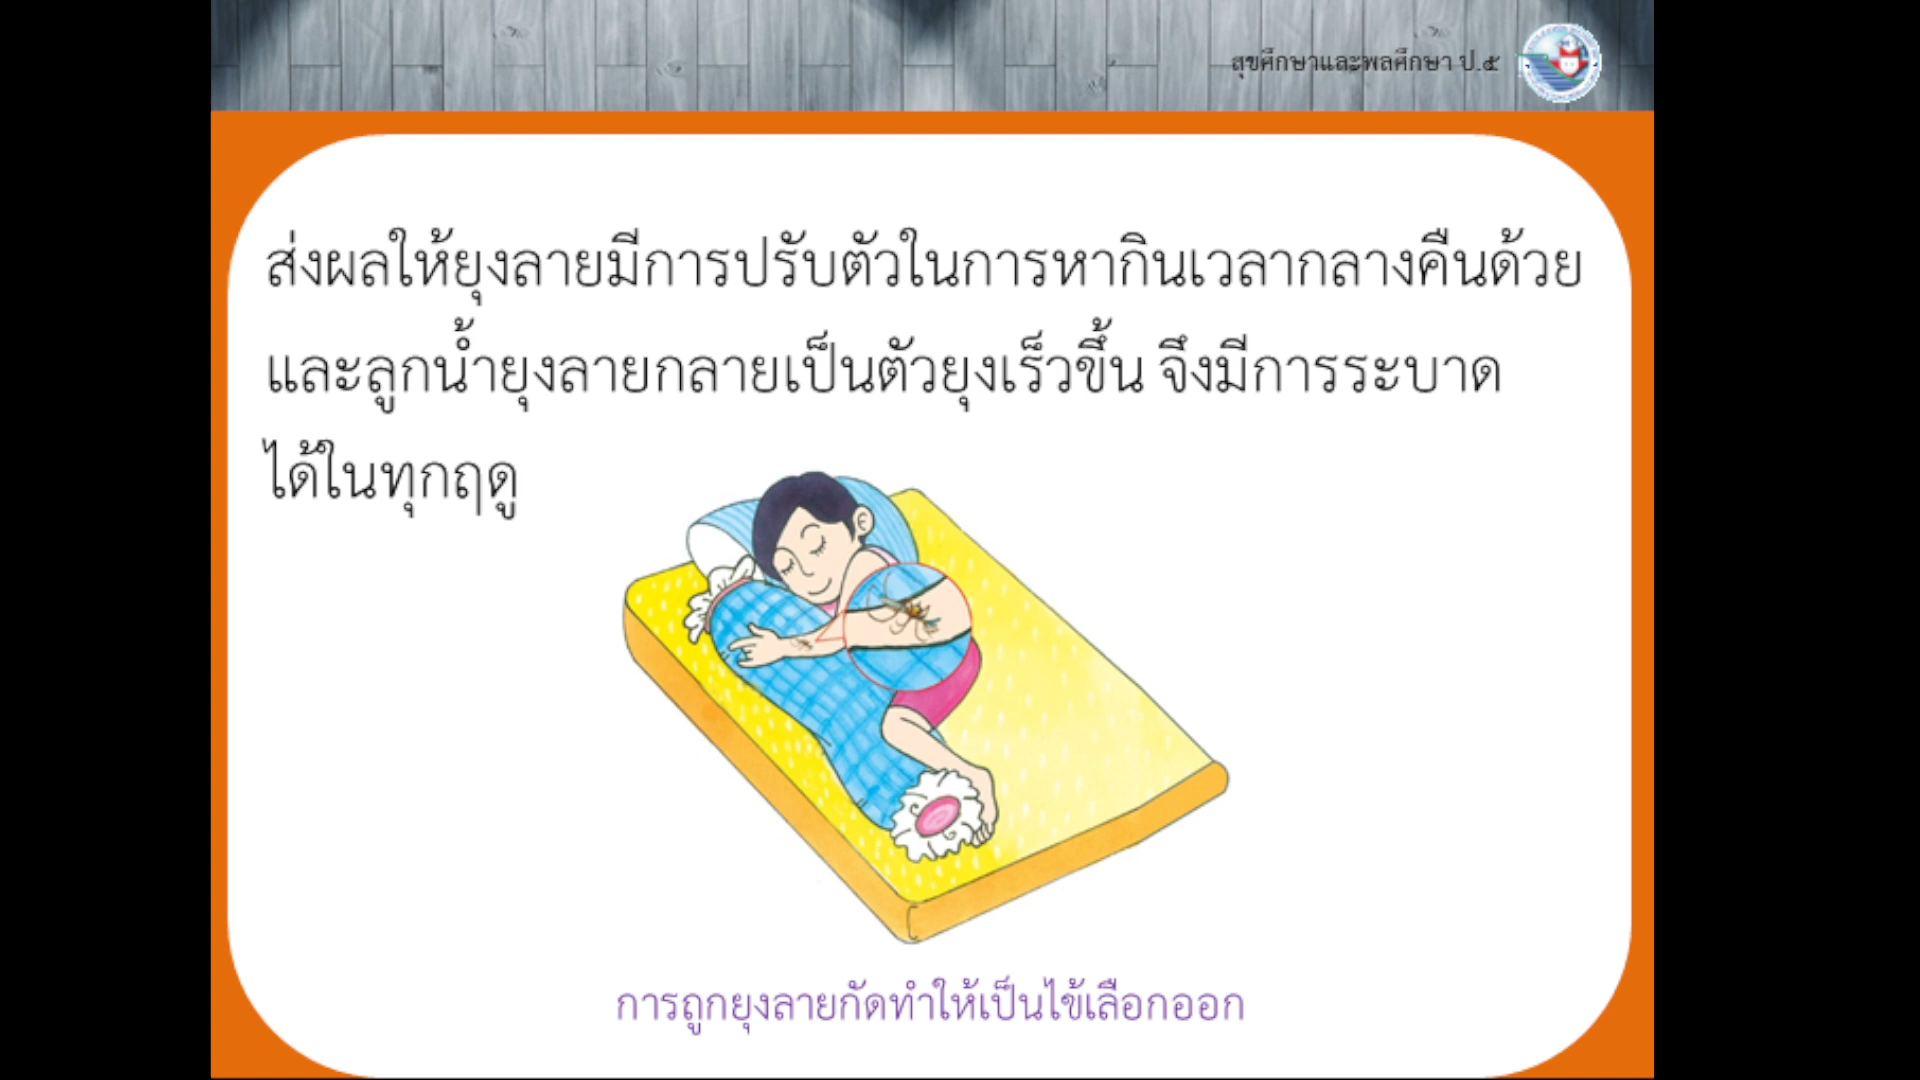 สุขศึกษาและพลศึกษา ป.๕
ส่งผลให้ยุงลายมีการปรับตัวในการหากินเวลากลางคืนด้วย
และลูกน้ำยุงลายกลายเป็นตัวยุงเร็วขึ้น จึงมีการระบาด
ได้ในทุกฤดู
การถูกยุงลายกัดทำให้เป็นไข้เลือกออก